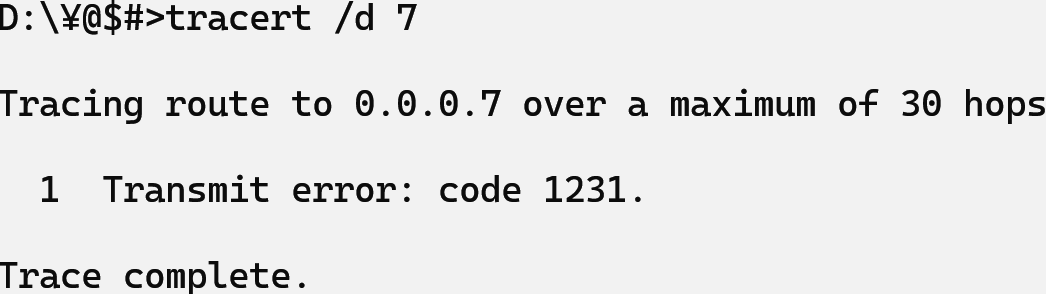 D:\¥@$#>tracert /d 7
Tracing route to 0.0.0.7 over a maximum of 30 hops
1 Transmit error: code 1231.
Trace complete.